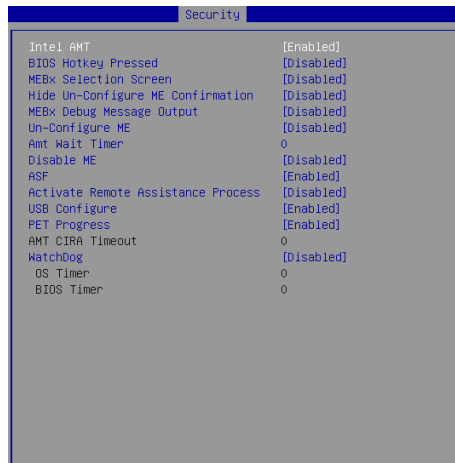 Security
Intel AMT [Enabled]
BIOS Hotkey Pressed [Disabled]
MEBx Selection Screen [Disabled]
Hide Un-Configure ME Confirmation [Disabled]
MEBx Debug Message Output [Disabled]
Un-Configure ME [Disabled]
Amt Wait Timer 0
Disable ME [Disabled]
ASF [Enabled]
Activate Remote Assistance Process [Disabled]
USB Configure [Enabled]
PET Progress [Enabled]
AMT CIRA Timeout 0
WatchDog [Disabled]
OS Timer 0
BIOS Timer 0